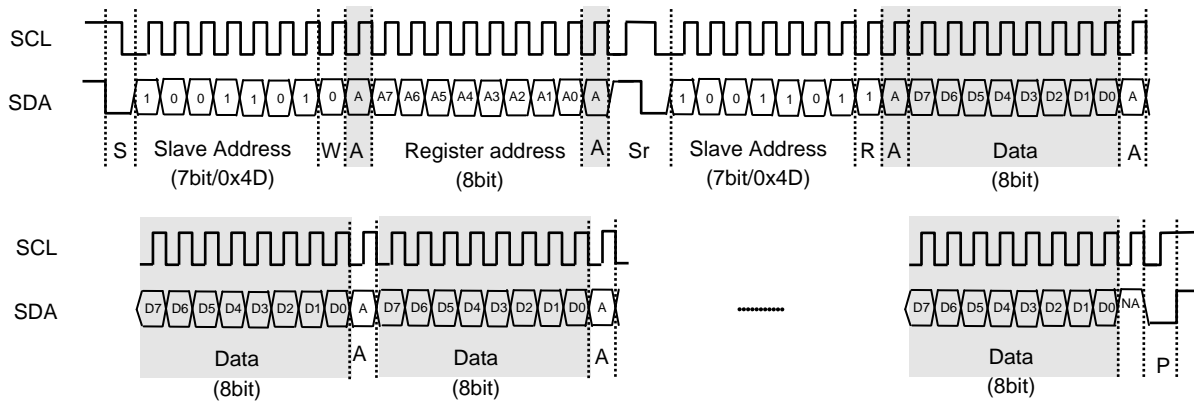 SCL
SDA
1 0 0 1 1 0 1 0 A A7 A6 A5 A4 A3 A2 A1 A0 A 1 0 0 1 1 0 1 1 A D7 D6 D5 D4 D3 D2 D1 D0 A
S Slave Address W A Register address A Sr Slave Address R A Data A
(7bit/0x4D) (8bit) (7bit/0x4D) (8bit)
SCL
SDA
D7 D6 D5 D4 D3 D2 D1 D0 A D7 D6 D5 D4 D3 D2 D1 D0 A ............ D7 D6 D5 D4 D3 D2 D1 D0 NA
Data A Data A Data P
(8bit) (8bit) (8bit)